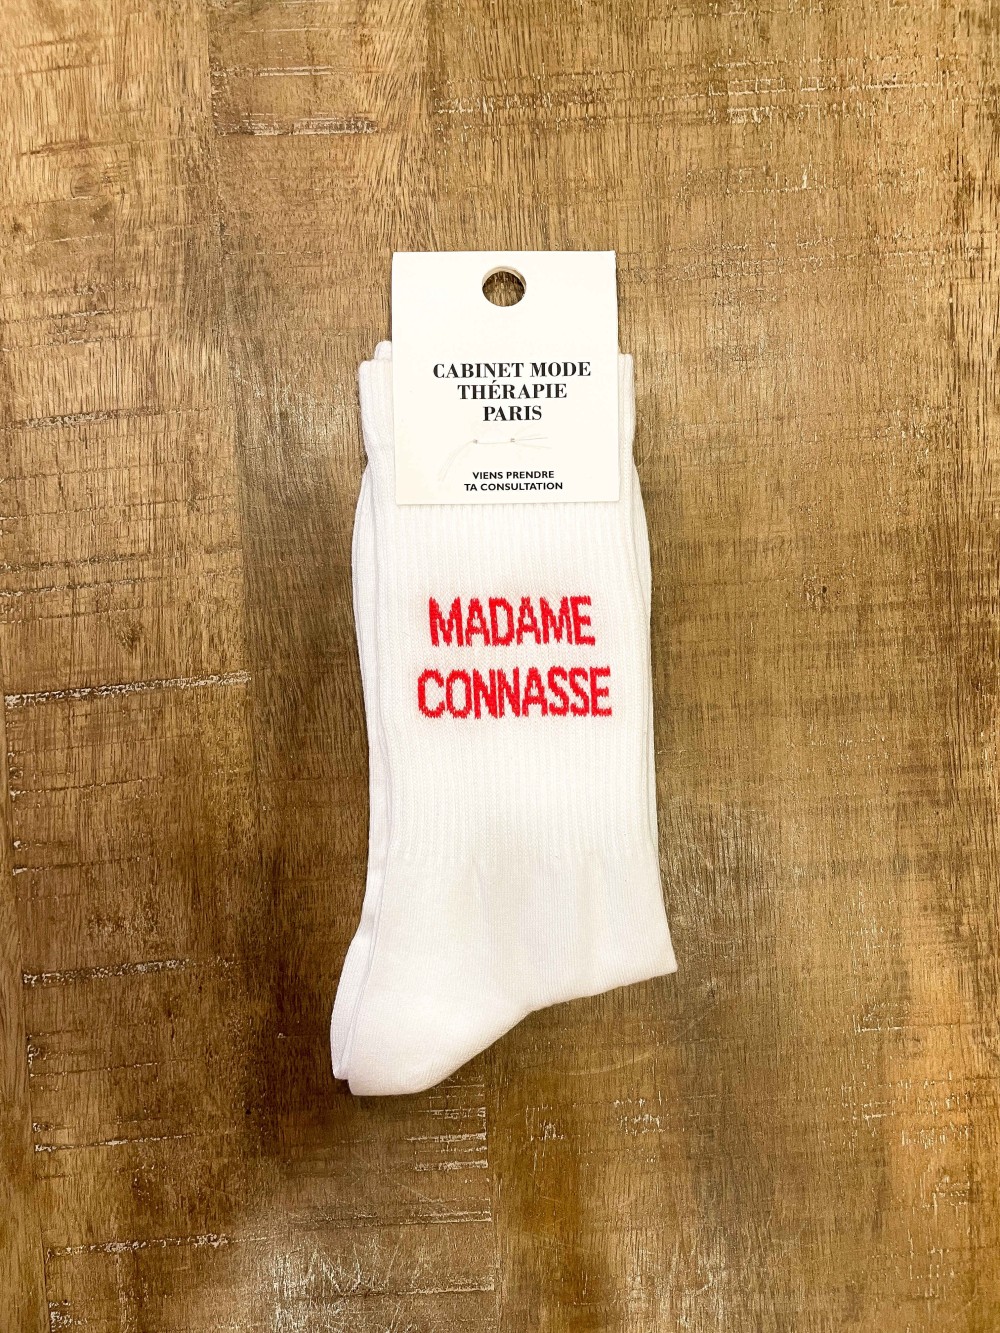 CABINET MODE
THÉRAPIE
PARIS
VIENS PRENDRE
TA CONSULTATION
MADAME
CONNASSE